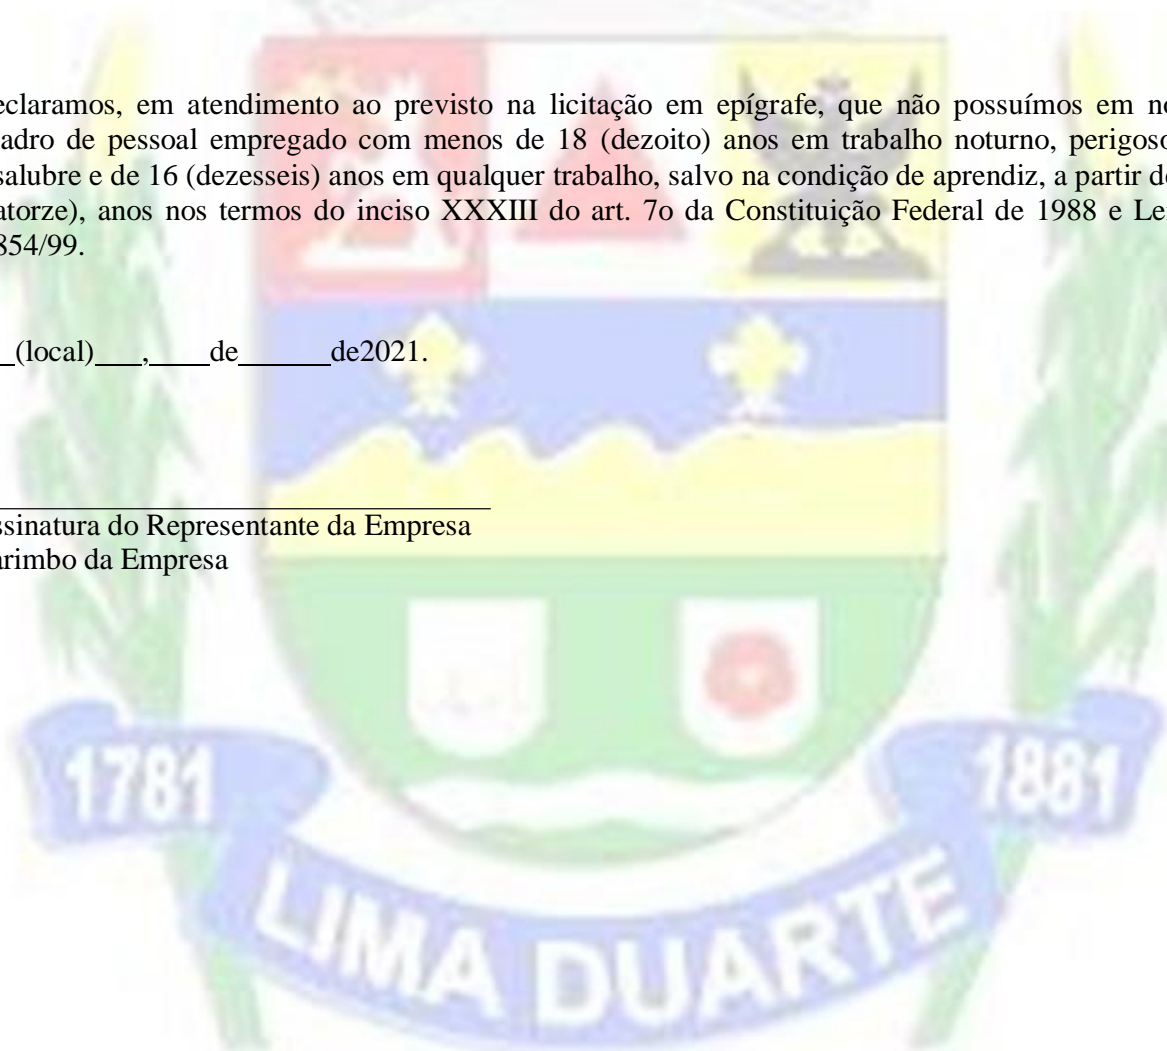 eclaramos, em atendimento ao previsto na licitação em epígrafe, que não possuímos em no
adro de pessoal empregado com menos de 18 (dezoito) anos em trabalho noturno, perigoso
salubre e de 16 (dezesseis) anos em qualquer trabalho, salvo na condição de aprendiz, a partir de
atorze), anos nos termos do inciso XXXIII do art. 7o da Constituição Federal de 1988 e Lei
854/99.
_(local)___,____de______de2021.
ssinatura do Representante da Empresa
arimbo da Empresa
1781
1881
LIMA DUARTE